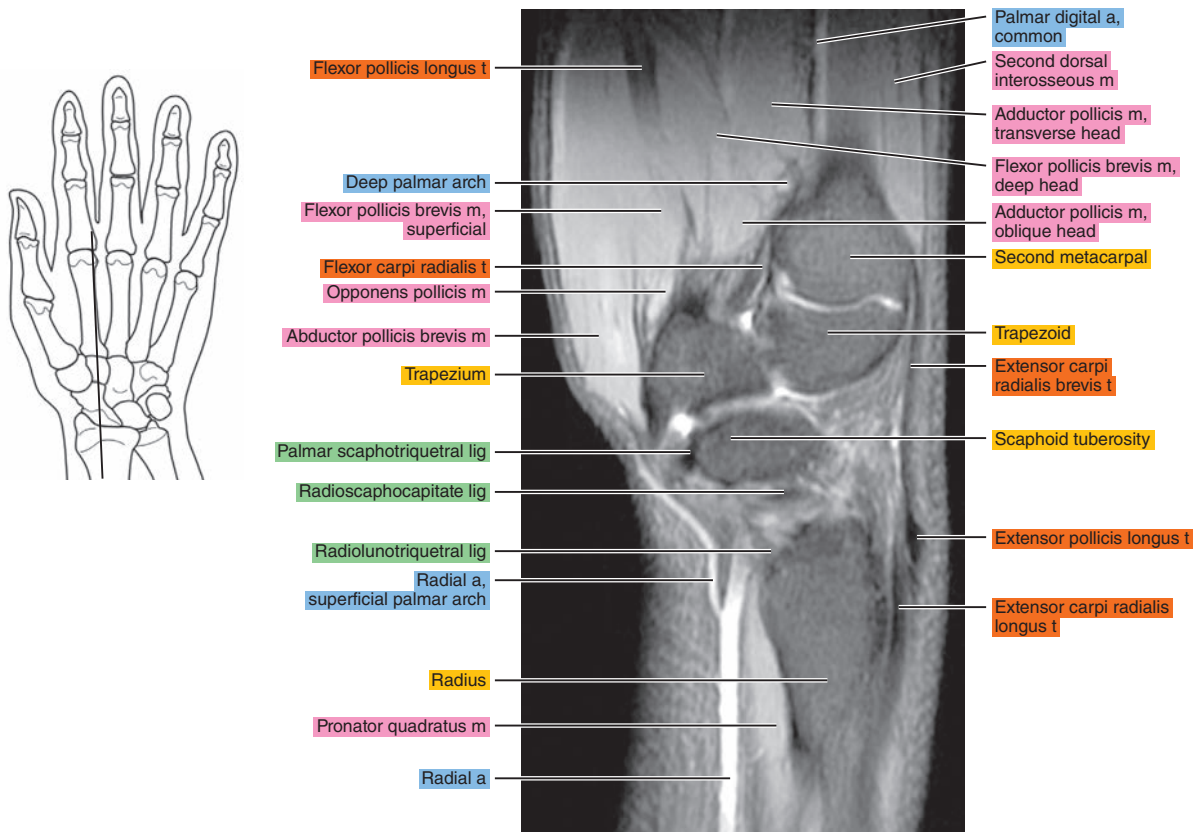 Flexor pollicis longus t
Deep palmar arch
Flexor pollicis brevis m,
superficial
Flexor carpi radialis t
Opponens pollicis m
Abductor pollicis brevis m
Trapezium
Palmar scaphotriquetral lig
Radioscaphocapitate lig
Radiolunotriquetral lig
Radial a,
superficial palmar arch
Radius
Pronator quadratus m
Radial a
Palmar digital a,
common
Second dorsal
interosseous m
Adductor pollicis m,
transverse head
Flexor pollicis brevis m,
deep head
Adductor pollicis m,
oblique head
Second metacarpal
Trapezoid
Extensor carpi
radialis brevis t
Scaphoid tuberosity
Extensor pollicis longus t
Extensor carpi radialis
longus t